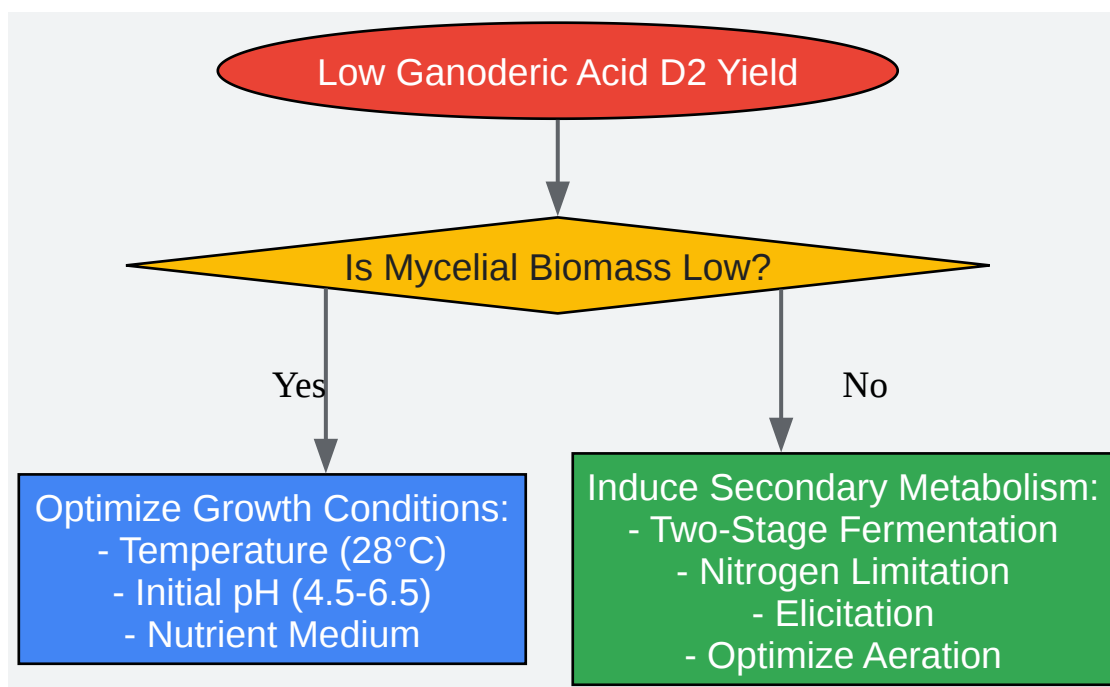 Low Ganoderic Acid D2 Yield
Is Mycelial Biomass Low?
Yes
No
Optimize Growth Conditions:
- Temperature (28°C)
- Initial pH (4.5-6.5)
- Nutrient Medium
Induce Secondary Metabolism:
- Two-Stage Fermentation
- Nitrogen Limitation
- Elicitation
- Optimize Aeration